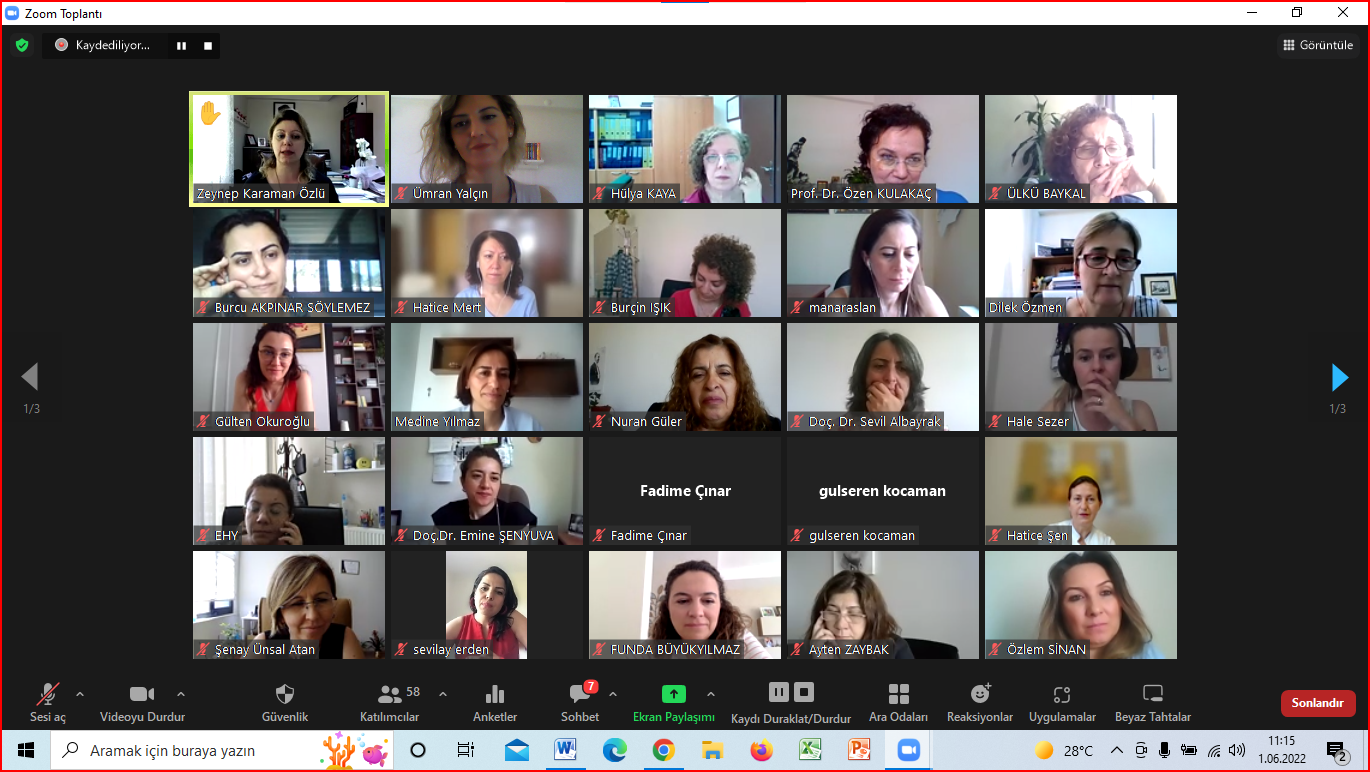 Zoom Toplantı
Kaydediliyor...
Görüntüle
Zeynep Karaman Özlü
Ümran Yalçın
Hülya KAYA
Prof. Dr. Özen KULAKAÇ
ÜLKÜ BAYKAL
Burcu AKPINAR SÖYLEMEZ
Hatice Mert
Burçin IŞIK
manaraslan
Dilek Özmen
1/3
1/3
Gülten Okuroğlu
Medine Yılmaz
Nuran Güler
Doç. Dr. Sevil Albayrak
Hale Sezer
EHY
Doç.Dr. Emine ŞENYUVA
Fadime Çınar
Fadime Çınar
gulseren kocaman
gulseren kocaman
Hatice Şen
Şenay Ünsal Atan
sevilay erden
FUNDA BÜYÜKYILMAZ
Ayten ZAYBAK
Özlem SİNAN
Sesi aç
Videoyu Durdur
Güvenlik
58
Katılımcılar
Anketler
7
Sohbet
Ekran Paylaşımı
Kaydı Duraklat/Durdur
Ara Odaları
Reaksiyonlar
Uygulamalar
Beyaz Tahtalar
Sonlandır
Aramak için buraya yazın
28°C
11:15
1.06.2022
2